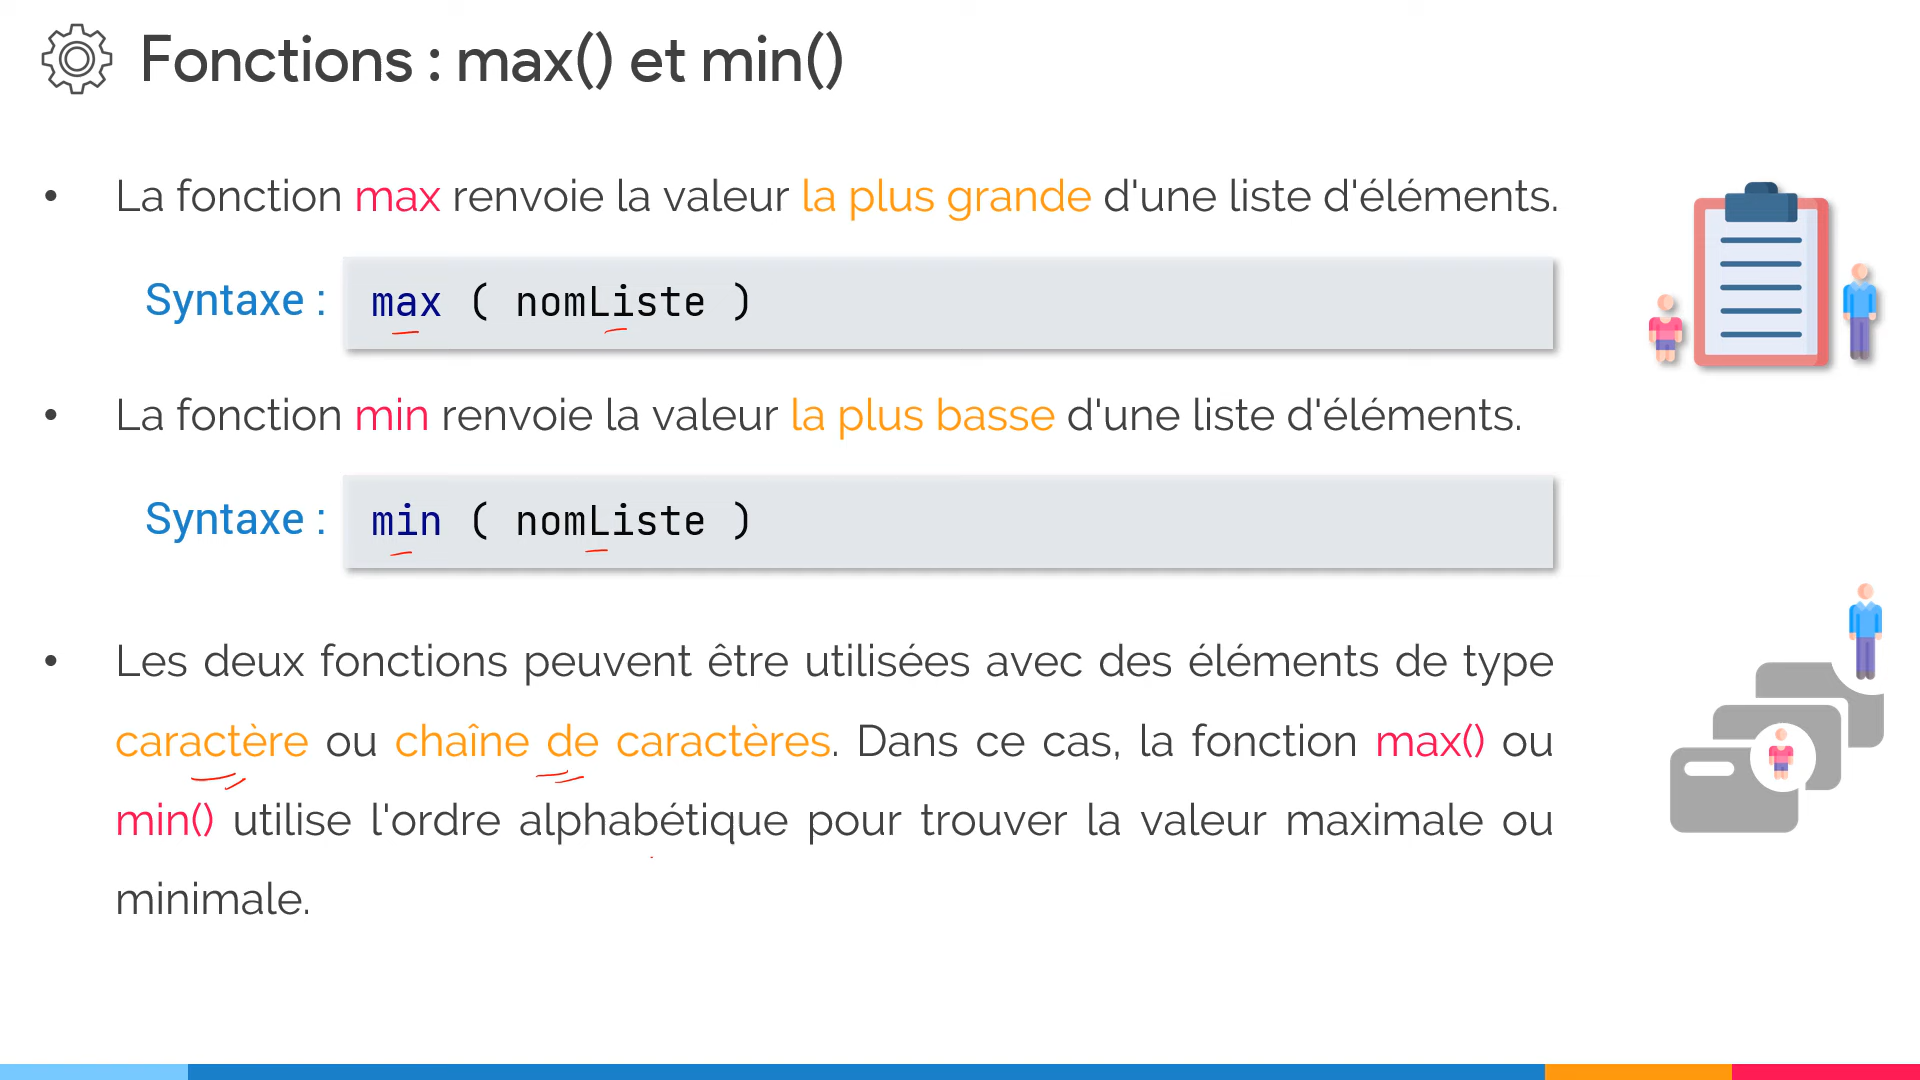 Fonctions : max() et min()
• La fonction max renvoie la valeur la plus grande d'une liste d'éléments.
Syntaxe : max ( nomListe )
• La fonction min renvoie la valeur la plus basse d'une liste d'éléments.
Syntaxe : min ( nomListe )
• Les deux fonctions peuvent être utilisées avec des éléments de type
caractère ou chaîne de caractères. Dans ce cas, la fonction max() ou
min() utilise l'ordre alphabétique pour trouver la valeur maximale ou
minimale.